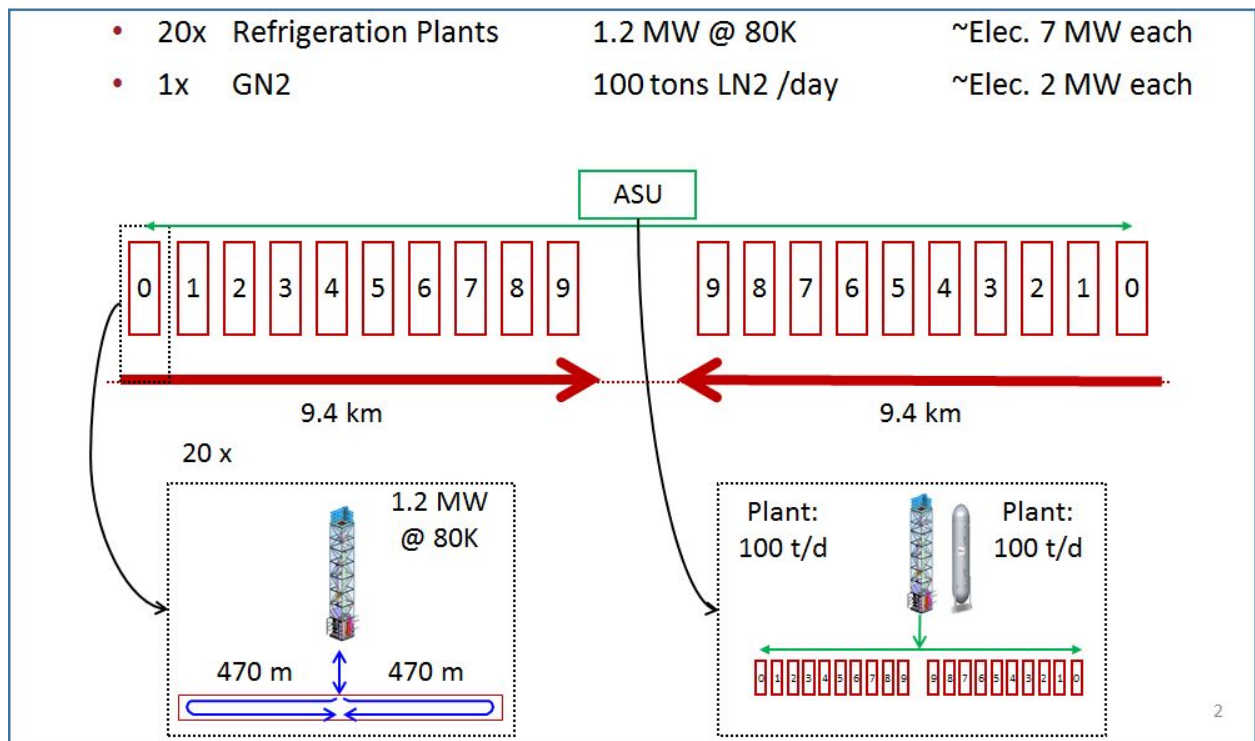 • 20x Refrigeration Plants 1.2 MW @ 80K ~Elec. 7 MW each
• 1x GN2 100 tons LN2 /day ~Elec. 2 MW each
ASU
0 1 2 3 4 5 6 7 8 9 9 8 7 6 5 4 3 2 1 0
9.4 km 9.4 km
20 x
1.2 MW
@ 80K
470 m 470 m
Plant:
100 t/d
Plant:
100 t/d
0 1 2 3 4 5 6 7 8 9 9 8 7 6 5 4 3 2 1 0
2